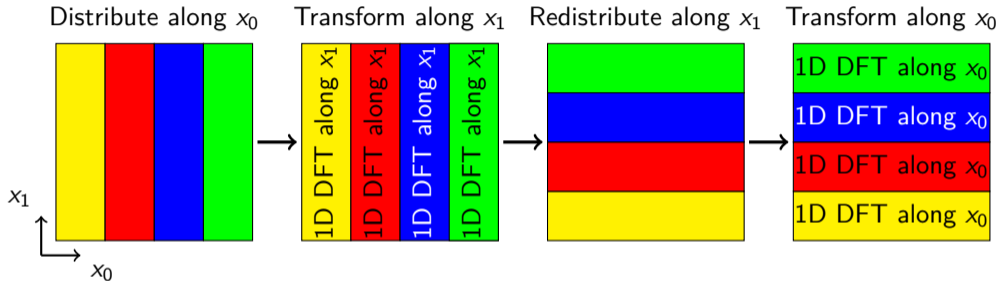 Distribute along x₀
Transform along x₁
Redistribute along x₁
Transform along x₀
1D DFT along x₁
1D DFT along x₁
1D DFT along x₁
1D DFT along x₁
1D DFT along x₀
1D DFT along x₀
1D DFT along x₀
1D DFT along x₀
x₁
x₀